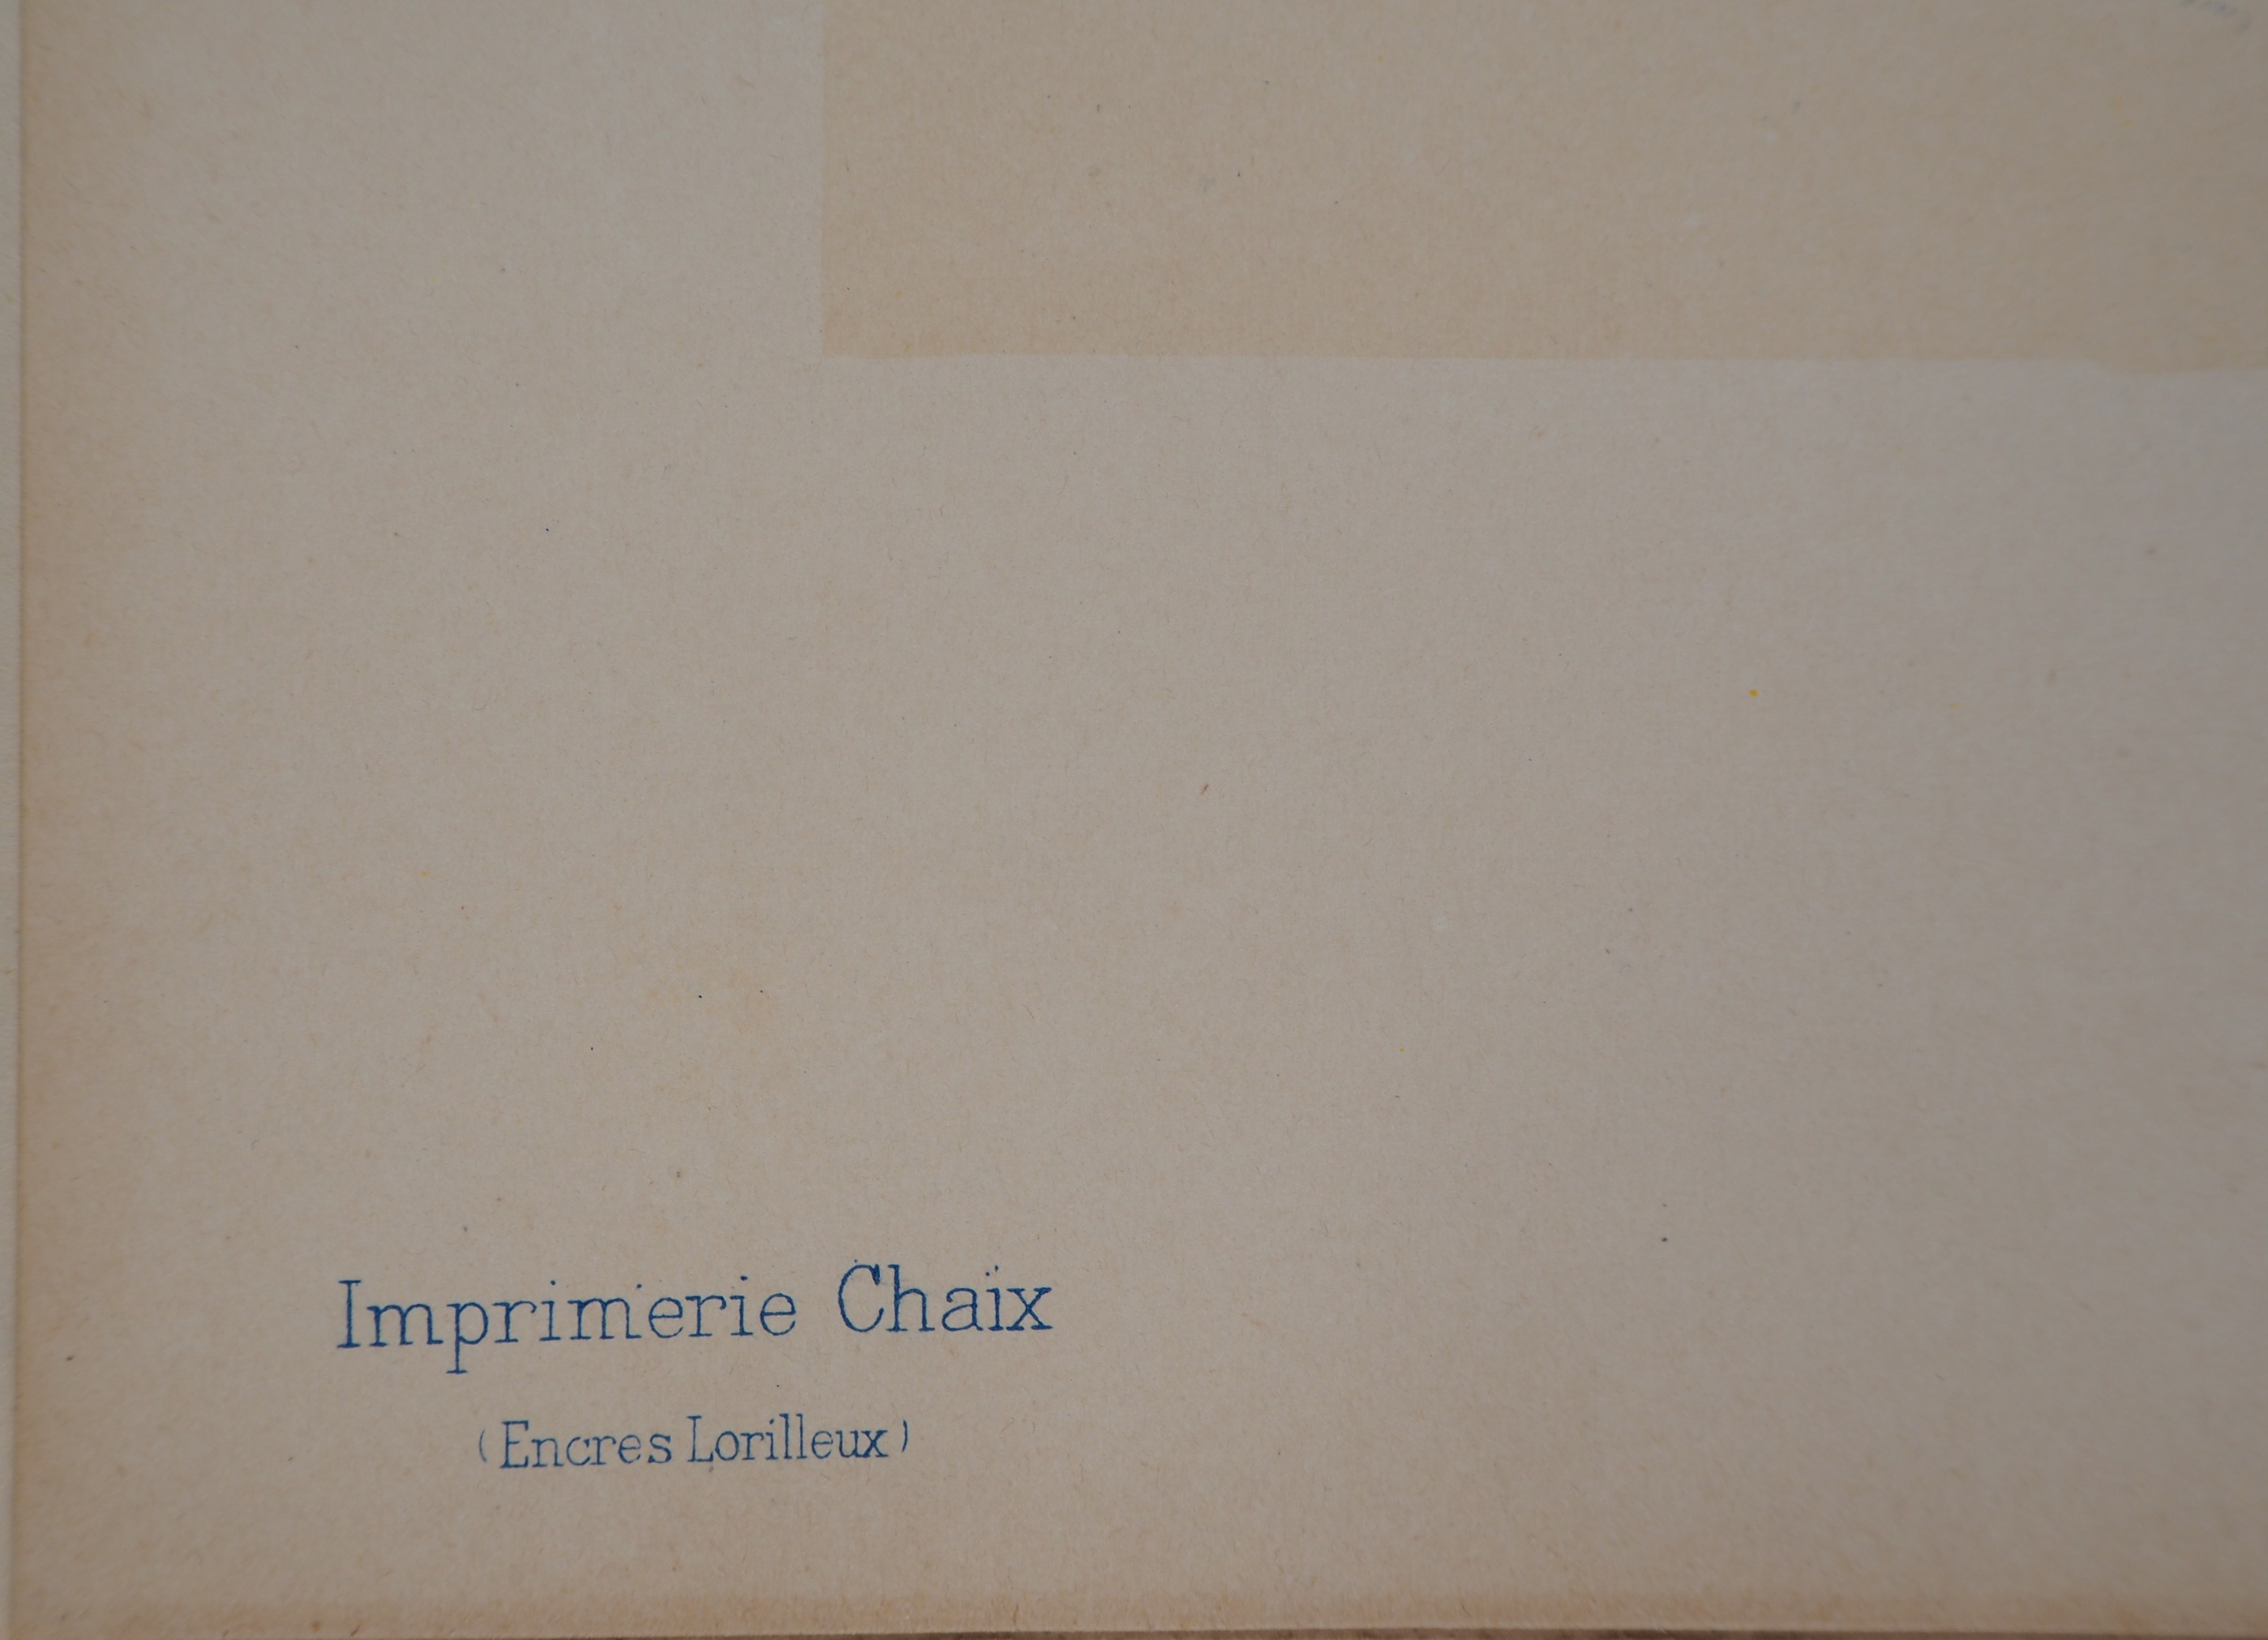 Imprimerie Chaix
(Encres Lorilleux)